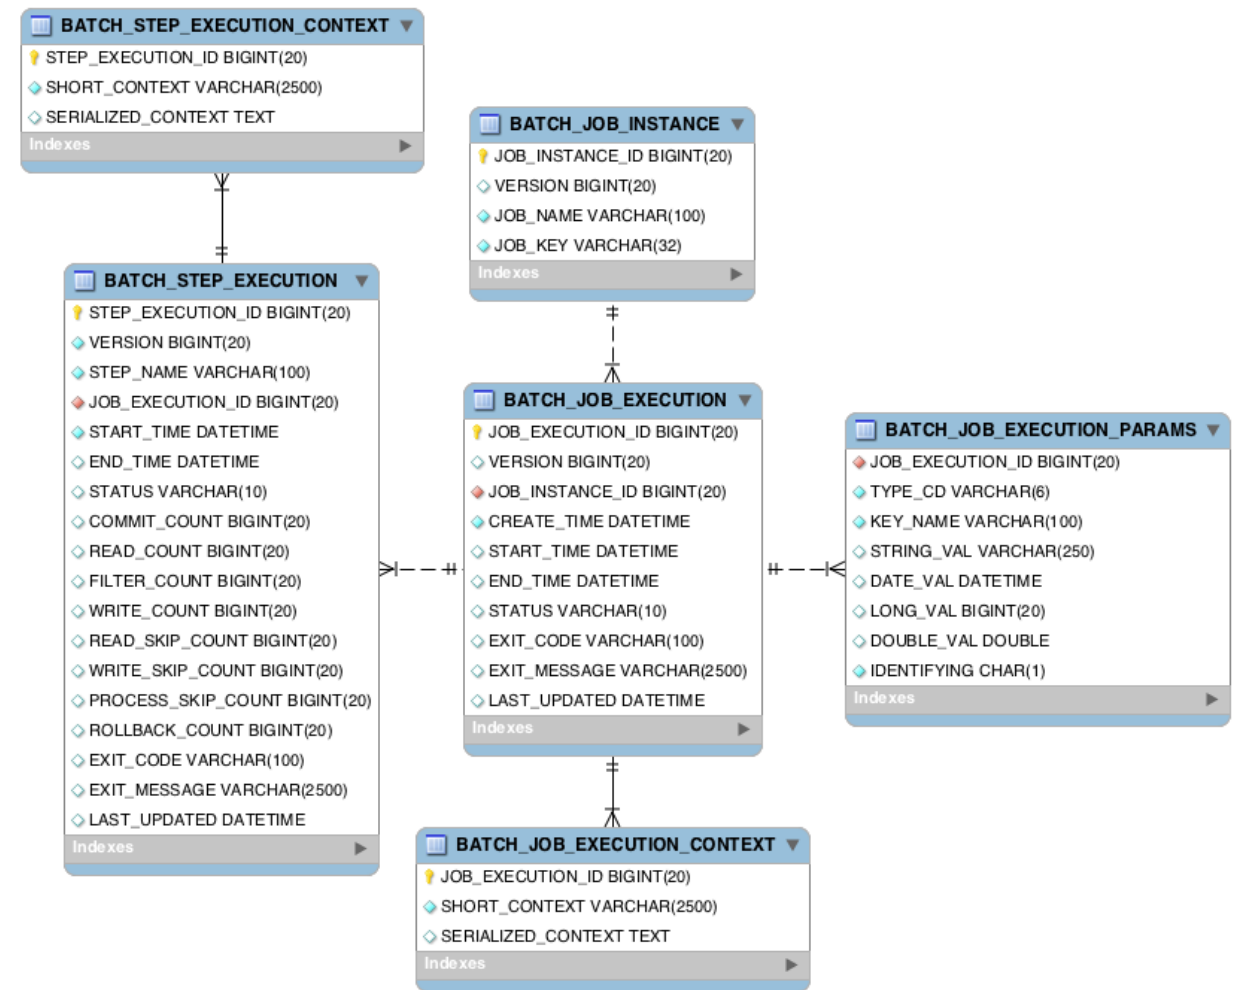 BATCH_STEP_EXECUTION_CONTEXT
STEP_EXECUTION_ID BIGINT(20)
SHORT_CONTEXT VARCHAR(2500)
SERIALIZED_CONTEXT TEXT
Indexes
BATCH_JOB_INSTANCE
JOB_INSTANCE_ID BIGINT(20)
VERSION BIGINT(20)
JOB_NAME VARCHAR(100)
JOB_KEY VARCHAR(32)
Indexes
BATCH_STEP_EXECUTION
STEP_EXECUTION_ID BIGINT(20)
VERSION BIGINT(20)
STEP_NAME VARCHAR(100)
JOB_EXECUTION_ID BIGINT(20)
START_TIME DATETIME
END_TIME DATETIME
STATUS VARCHAR(10)
COMMIT_COUNT BIGINT(20)
READ_COUNT BIGINT(20)
FILTER_COUNT BIGINT(20)
WRITE_COUNT BIGINT(20)
READ_SKIP_COUNT BIGINT(20)
WRITE_SKIP_COUNT BIGINT(20)
PROCESS_SKIP_COUNT BIGINT(20)
ROLLBACK_COUNT BIGINT(20)
EXIT_CODE VARCHAR(100)
EXIT_MESSAGE VARCHAR(2500)
LAST_UPDATED DATETIME
Indexes
BATCH_JOB_EXECUTION
JOB_EXECUTION_ID BIGINT(20)
VERSION BIGINT(20)
JOB_INSTANCE_ID BIGINT(20)
CREATE_TIME DATETIME
START_TIME DATETIME
END_TIME DATETIME
STATUS VARCHAR(10)
EXIT_CODE VARCHAR(100)
EXIT_MESSAGE VARCHAR(2500)
LAST_UPDATED DATETIME
Indexes
BATCH_JOB_EXECUTION_PARAMS
JOB_EXECUTION_ID BIGINT(20)
TYPE_CD VARCHAR(6)
KEY_NAME VARCHAR(100)
STRING_VAL VARCHAR(250)
DATE_VAL DATETIME
LONG_VAL BIGINT(20)
DOUBLE_VAL DOUBLE
IDENTIFYING CHAR(1)
Indexes
BATCH_JOB_EXECUTION_CONTEXT
JOB_EXECUTION_ID BIGINT(20)
SHORT_CONTEXT VARCHAR(2500)
SERIALIZED_CONTEXT TEXT
Indexes